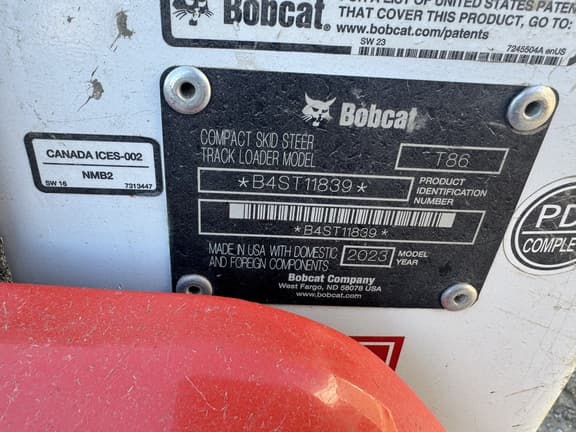 Bobcat.
THAT COVER THIS PRODUCT, GO TO:
www.bobcat.com/patents
SW 23
7245504A enUS
Bobcat
COMPACT SKID STEER
TRACK LOADER MODEL
T86
*B4ST11839*
PRODUCT
IDENTIFICATION
NUMBER
*B4ST11839*
MADE IN USA WITH DOMESTIC
AND FOREIGN COMPONENTS
2023
MODEL
YEAR
Bobcat Company
West Fargo, ND 58078 USA
www.bobcat.com
CANADA ICES-002
NMB2
SW 16
7313447
PD
COMPLE